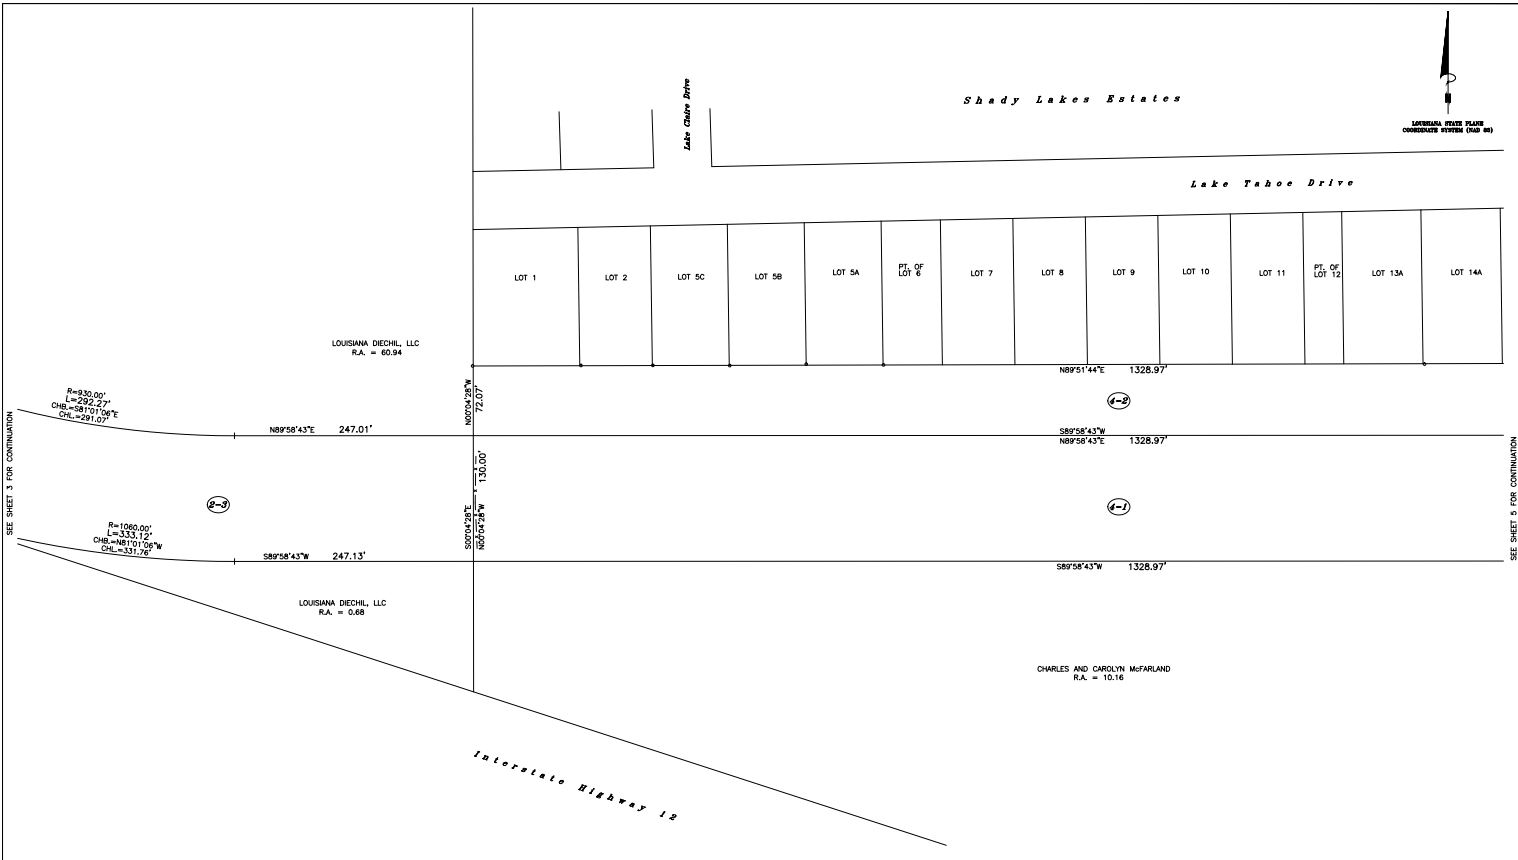 Shady Lakes Estates
Lake Claire Drive
LOUISIANA STATE PLANE
COORDINATE SYSTEM (NAD 83)
Lake Tahoe Drive
LOT 1
LOT 2
LOT 5C
LOT 5B
LOT 5A
PT. OF
LOT 6
LOT 7
LOT 8
LOT 9
LOT 10
LOT 11
PT. OF
LOT 12
LOT 13A
LOT 14A
LOUISIANA DIECHIL, LLC
R.A. = 60.94
N89°51'44"E 1328.97'
R=930.00'
L=292.27'
CHB.=S81°01'06"E
CHL.=291.07'
N00°04'28"W
72.07'
4-2
N89°58'43"E 247.01'
S89°58'43"W
N89°58'43"E 1328.97'
SEE SHEET 3 FOR CONTINUATION
SEE SHEET 5 FOR CONTINUATION
130.00'
S00°04'28"E
N00°04'28"W
2-3
4-1
R=1060.00'
L=333.12'
CHB.=N81°01'06"W
CHL.=331.76'
S89°58'43"W 247.13'
S89°58'43"W 1328.97'
LOUISIANA DIECHIL, LLC
R.A. = 0.68
CHARLES AND CAROLYN McFARLAND
R.A. = 10.16
Interstate Highway 12